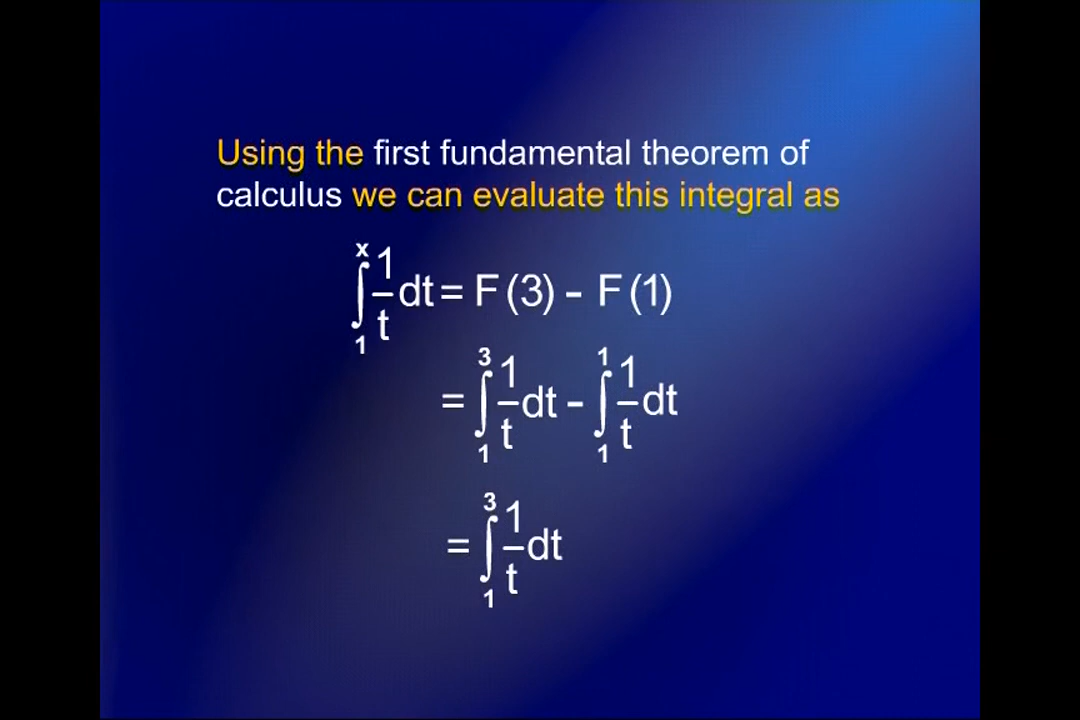 Using the first fundamental theorem of
calculus we can evaluate this integral as
∫₁ˣ 1/t dt = F (3) - F (1)
= ∫₁³ 1/t dt - ∫₁¹ 1/t dt
= ∫₁³ 1/t dt